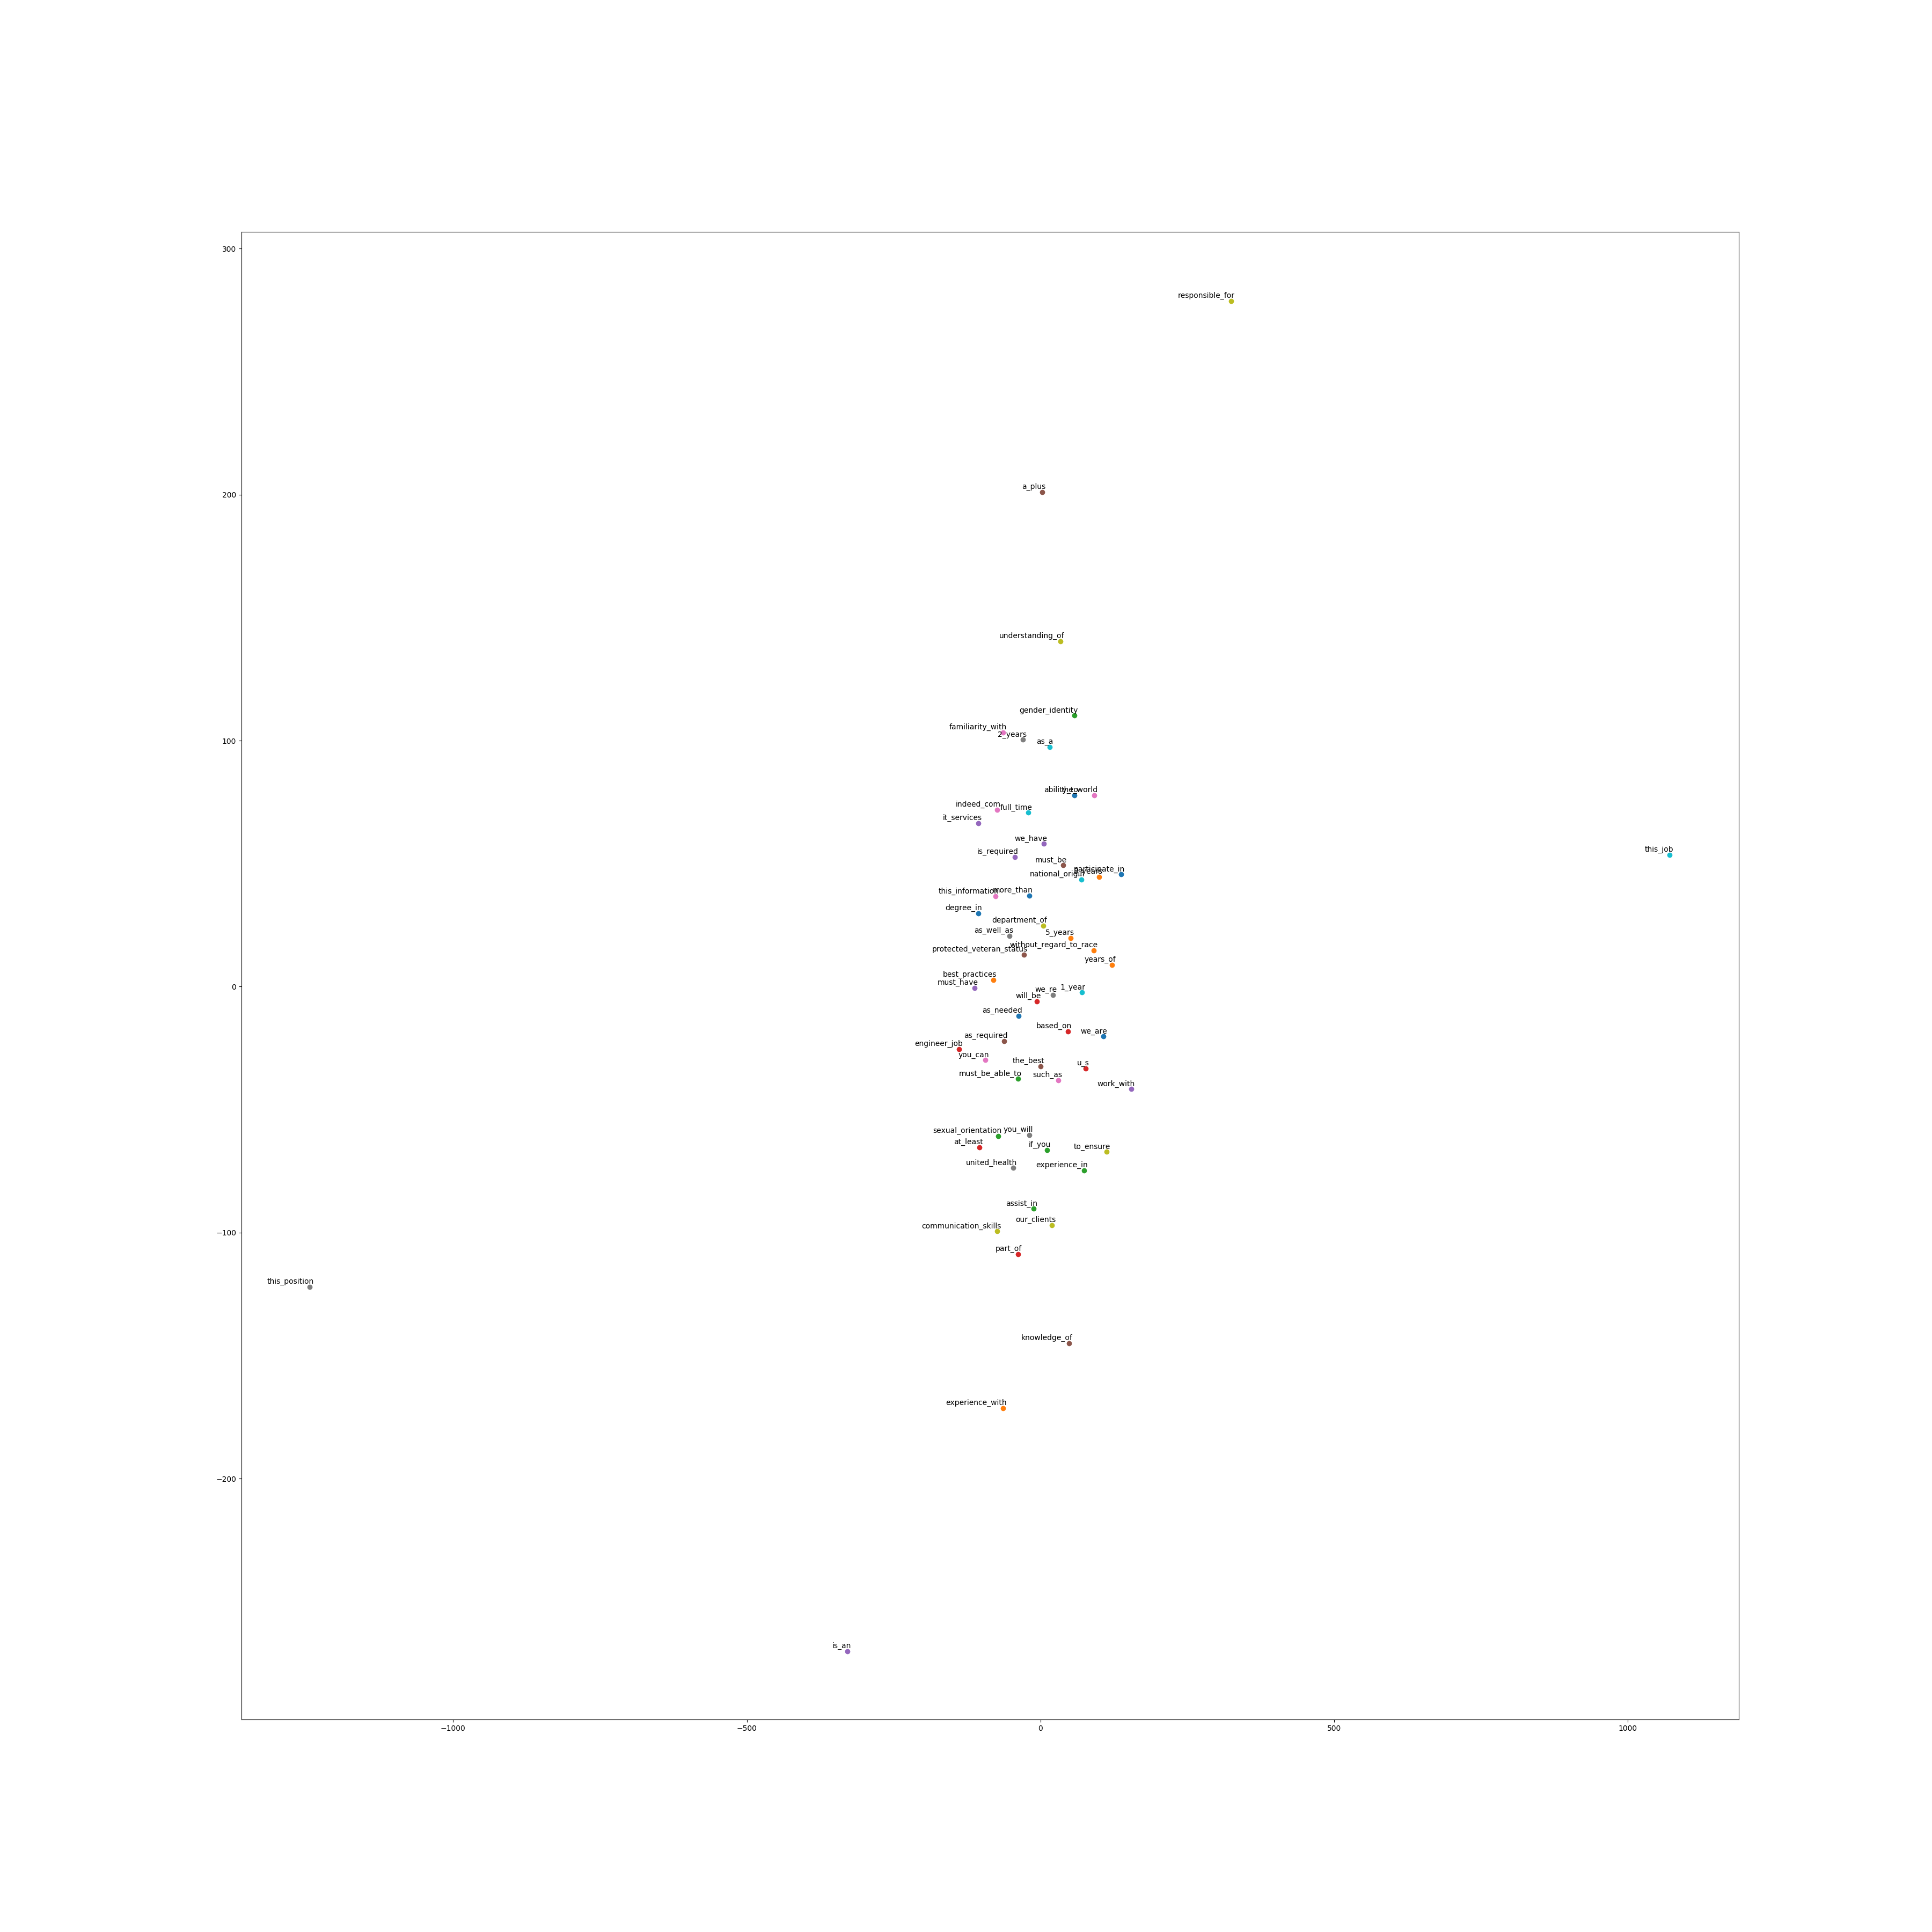 300
responsible_for
200
a_plus
understanding_of
gender_identity
familiarity_with
2_years
100
as_a
ability_to
the_world
indeed_com
full_time
it_services
we_have
is_required
must_be
this_job
participate_in
national_origin
this_information
more_than
degree_in
department_of
as_well_as
5_years
without_regard_to_race
protected_veteran_status
years_of
best_practices
0
must_have
we_re
1_year
will_be
as_needed
based_on
we_are
as_required
engineer_job
you_can
the_best
u_s
must_be_able_to
such_as
work_with
sexual_orientation
you_will
at_least
if_you
to_ensure
united_health
experience_in
assist_in
our_clients
communication_skills
−100
part_of
this_position
knowledge_of
experience_with
−200
is_an
−1000
−500
0
500
1000